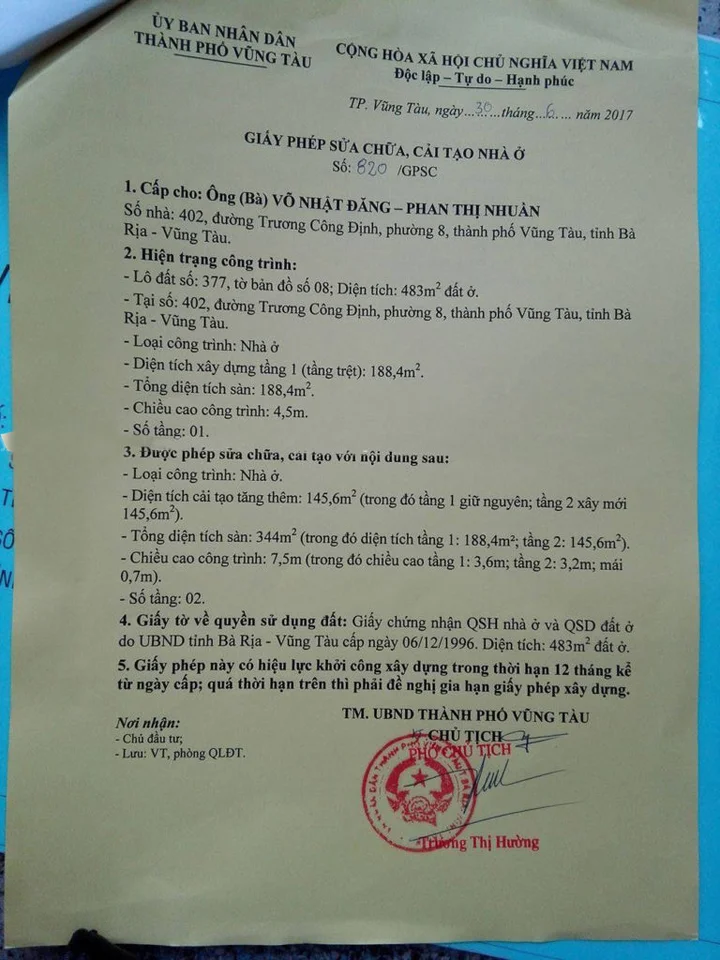 ỦY BAN NHÂN DÂN
THÀNH PHỐ VŨNG TÀU
CỘNG HÒA XÃ HỘI CHỦ NGHĨA VIỆT NAM
Độc lập – Tự do – Hạnh phúc
TP. Vũng Tàu, ngày...30...tháng...6.... năm 2017
GIẤY PHÉP SỬA CHỮA, CẢI TẠO NHÀ Ở
Số: 820 /GPSC
1. Cấp cho: Ông (Bà) VÕ NHẬT ĐĂNG – PHAN THỊ NHUẦN
Số nhà: 402, đường Trương Công Định, phường 8, thành phố Vũng Tàu, tỉnh Bà
Rịa - Vũng Tàu.
2. Hiện trạng công trình:
- Lô đất số: 377, tờ bản đồ số 08; Diện tích: 483m² đất ở.
- Tại số: 402, đường Trương Công Định, phường 8, thành phố Vũng Tàu, tỉnh Bà
Rịa - Vũng Tàu.
- Loại công trình: Nhà ở
- Diện tích xây dựng tầng 1 (tầng trệt): 188,4m².
- Tổng diện tích sàn: 188,4m².
- Chiều cao công trình: 4,5m.
- Số tầng: 01.
3. Được phép sửa chữa, cải tạo với nội dung sau:
- Loại công trình: Nhà ở.
- Diện tích cải tạo tăng thêm: 145,6m² (trong đó tầng 1 giữ nguyên; tầng 2 xây mới
145,6m²).
- Tổng diện tích sàn: 344m² (trong đó diện tích tầng 1: 188,4m²; tầng 2: 145,6m²).
- Chiều cao công trình: 7,5m (trong đó chiều cao tầng 1: 3,6m; tầng 2: 3,2m; mái
0,7m).
- Số tầng: 02.
4. Giấy tờ về quyền sử dụng đất: Giấy chứng nhận QSH nhà ở và QSD đất ở
do UBND tỉnh Bà Rịa - Vũng Tàu cấp ngày 06/12/1996. Diện tích: 483m² đất ở.
5. Giấy phép này có hiệu lực khởi công xây dựng trong thời hạn 12 tháng kể
từ ngày cấp; quá thời hạn trên thì phải đề nghị gia hạn giấy phép xây dựng.
Nơi nhận:
- Chủ đầu tư;
- Lưu: VT, phòng QLĐT.
TM. UBND THÀNH PHỐ VŨNG TÀU
CHỦ TỊCH
PHÓ CHỦ TỊCH
Trương Thị Hường